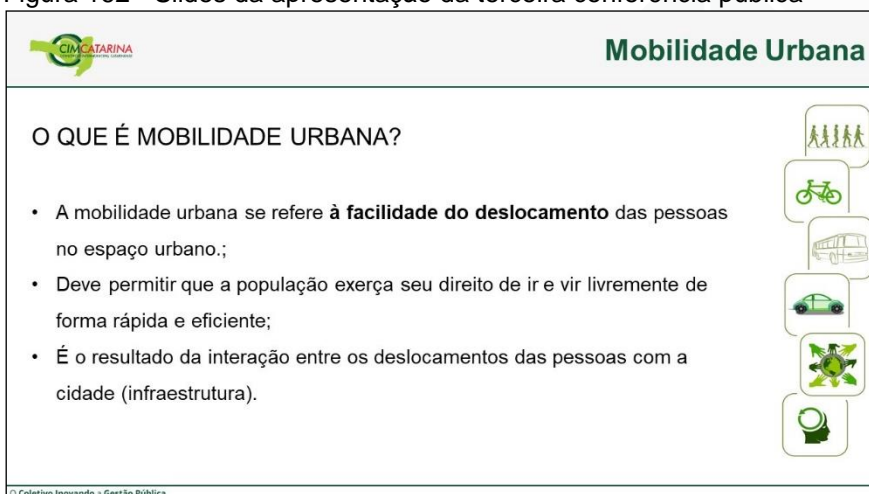 Figura 152 - Slides da apresentação da terceira conferência pública
CIMCATARINA
Mobilidade Urbana
O QUE É MOBILIDADE URBANA?
• A mobilidade urbana se refere à facilidade do deslocamento das pessoas
no espaço urbano.;
• Deve permitir que a população exerça seu direito de ir e vir livremente de
forma rápida e eficiente;
• É o resultado da interação entre os deslocamentos das pessoas com a
cidade (infraestrutura).
O Coletivo Inovando a Gestão Pública